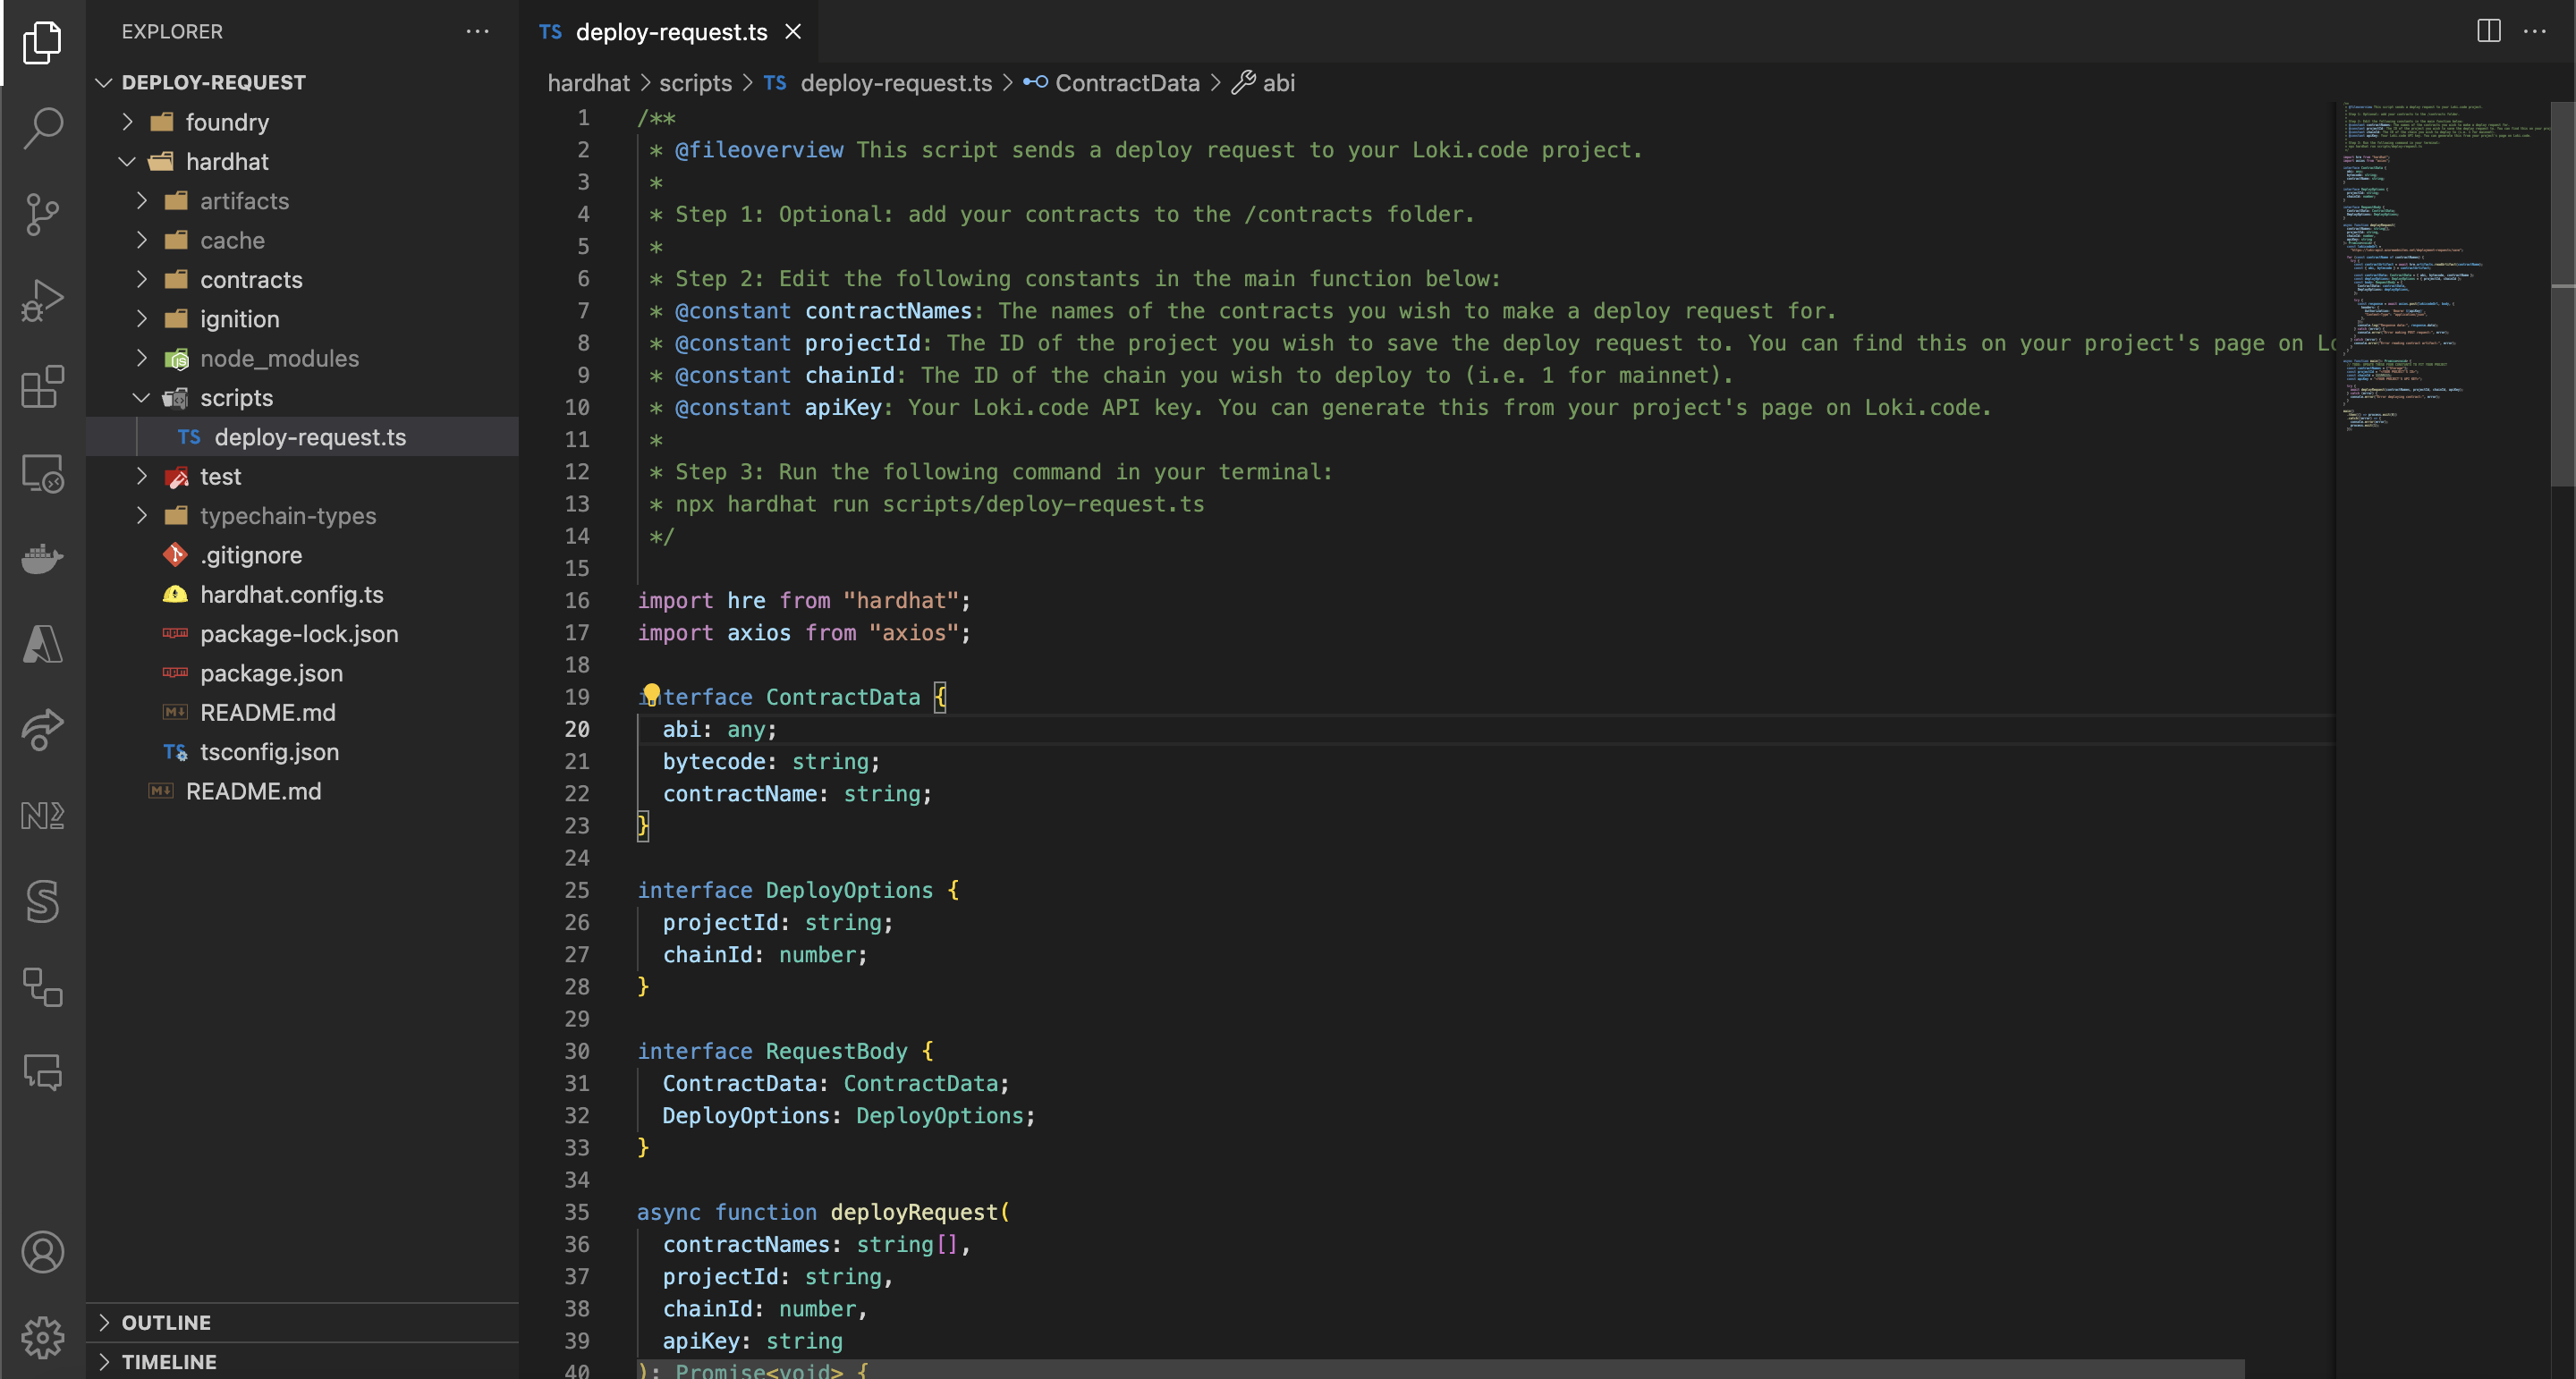 EXPLORER
DEPLOY-REQUEST
foundry
hardhat
artifacts
cache
contracts
ignition
node_modules
scripts
TS deploy-request.ts
test
typechain-types
.gitignore
hardhat.config.ts
package-lock.json
package.json
README.md
tsconfig.json
README.md
OUTLINE
TIMELINE
TS deploy-request.ts
hardhat > scripts > TS deploy-request.ts > ContractData > abi
1 /**
2 * @fileoverview This script sends a deploy request to your Loki.code project.
3 *
4 * Step 1: Optional: add your contracts to the /contracts folder.
5 *
6 * Step 2: Edit the following constants in the main function below:
7 * @constant contractNames: The names of the contracts you wish to make a deploy request for.
8 * @constant projectId: The ID of the project you wish to save the deploy request to. You can find this on your project's page on Lo
9 * @constant chainId: The ID of the chain you wish to deploy to (i.e. 1 for mainnet).
10 * @constant apiKey: Your Loki.code API key. You can generate this from your project's page on Loki.code.
11 *
12 * Step 3: Run the following command in your terminal:
13 * npx hardhat run scripts/deploy-request.ts
14 */
15
16 import hre from "hardhat";
17 import axios from "axios";
18
19 interface ContractData {
20 abi: any;
21 bytecode: string;
22 contractName: string;
23 }
24
25 interface DeployOptions {
26 projectId: string;
27 chainId: number;
28 }
29
30 interface RequestBody {
31 ContractData: ContractData;
32 DeployOptions: DeployOptions;
33 }
34
35 async function deployRequest(
36 contractNames: string[],
37 projectId: string,
38 chainId: number,
39 apiKey: string
40 ): Promise<void> {